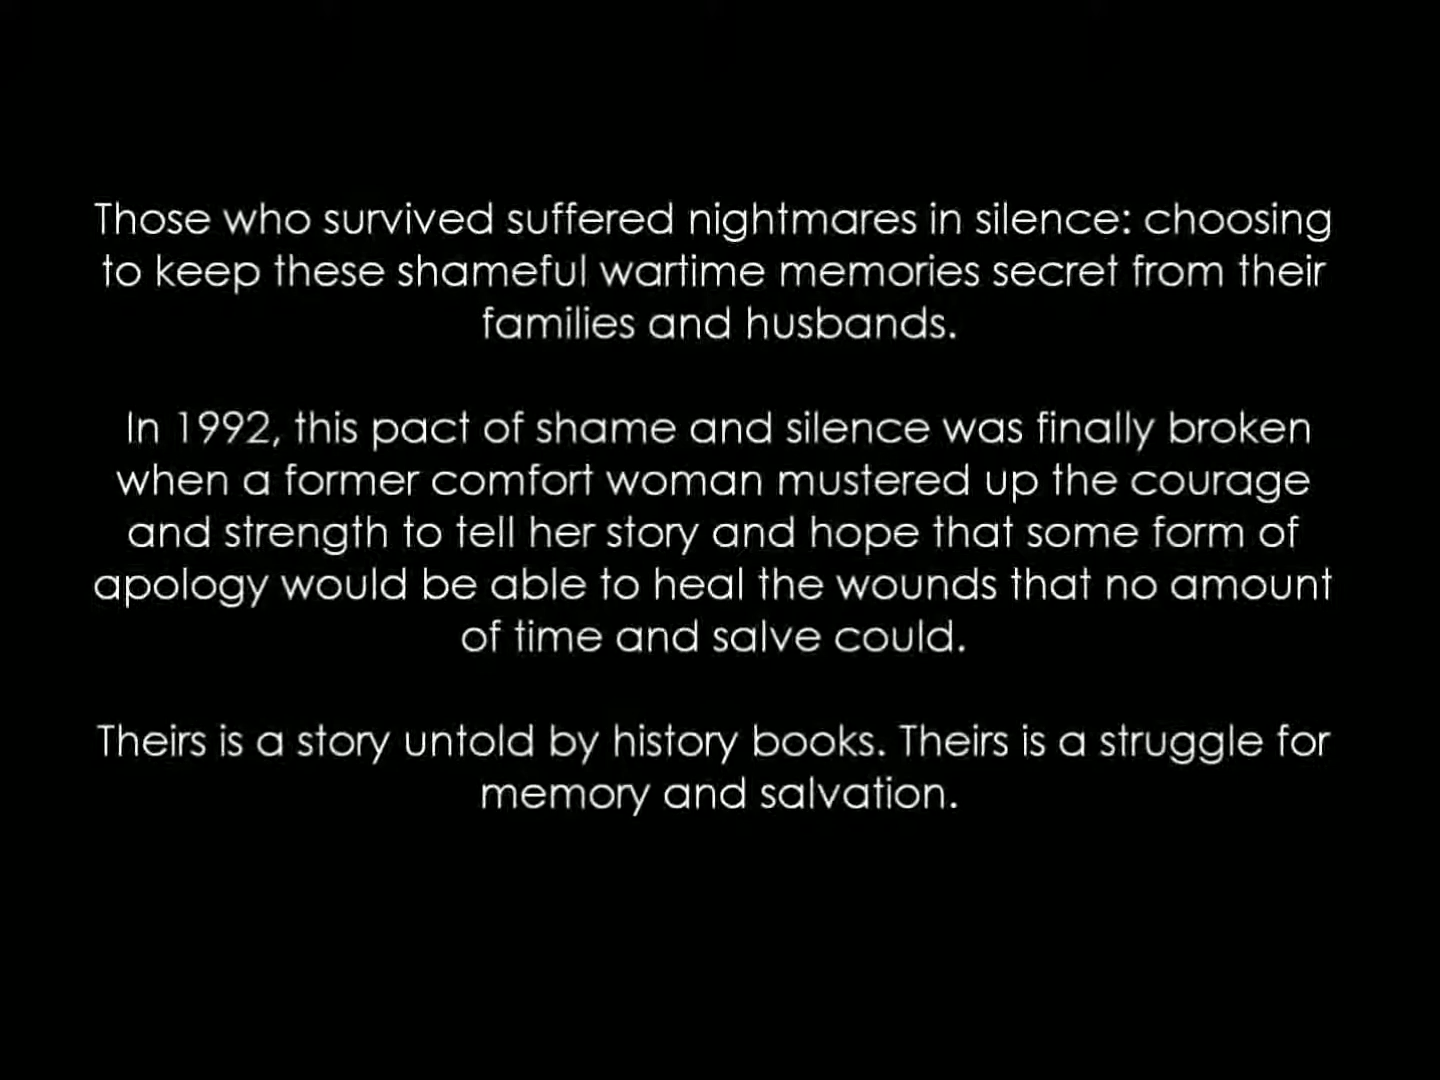 Those who survived suffered nightmares in silence: choosing
to keep these shameful wartime memories secret from their
families and husbands.
In 1992, this pact of shame and silence was finally broken
when a former comfort woman mustered up the courage
and strength to tell her story and hope that some form of
apology would be able to heal the wounds that no amount
of time and salve could.
Theirs is a story untold by history books. Theirs is a struggle for
memory and salvation.